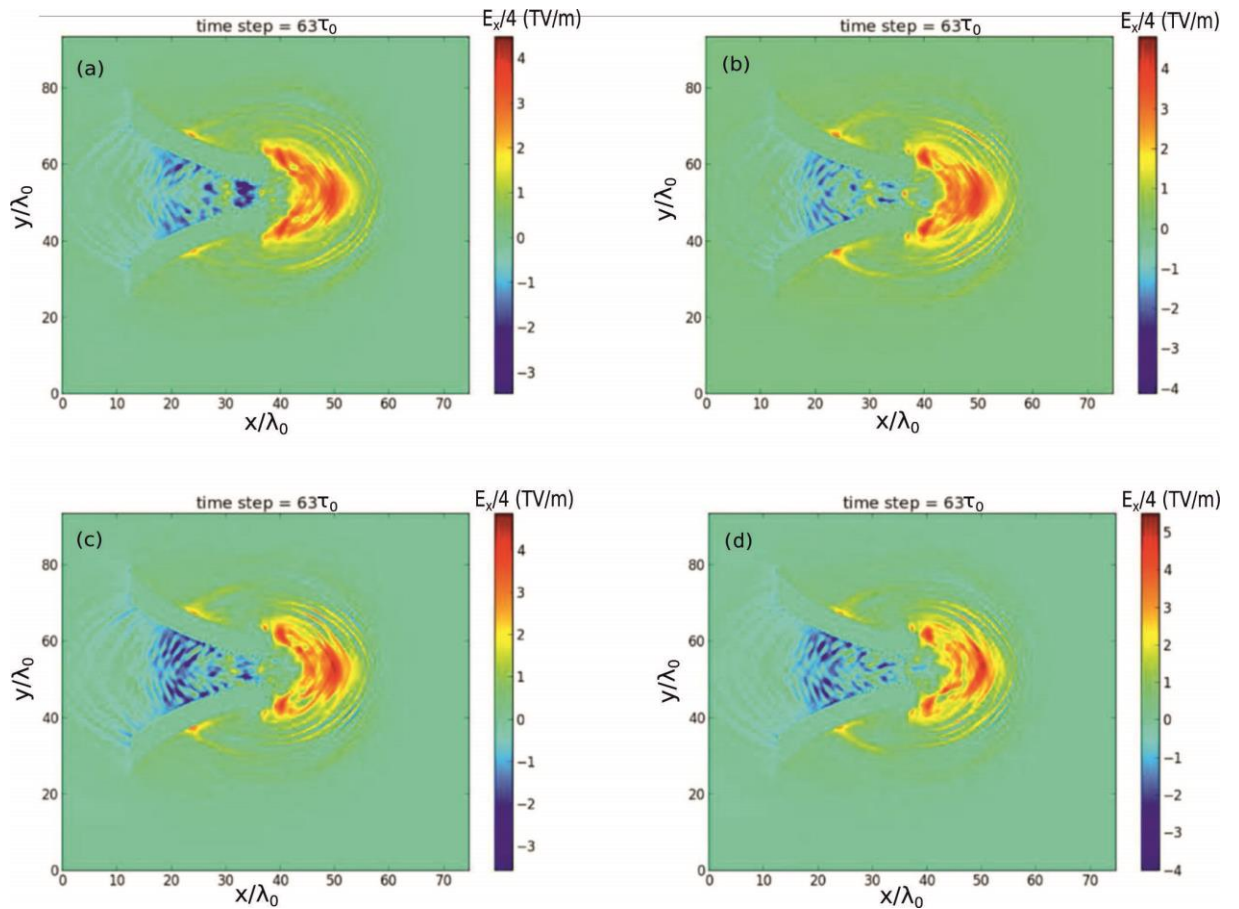 time step = 63τ₀ Eₓ/4 (TV/m) time step = 63τ₀ Eₓ/4 (TV/m)
(a) (b)
80 4 80 4
3 3
60 2 60 2
y/λ₀ 1 y/λ₀ 1
40 0 40 0
−1 −1
20 −2 20 −2
−3 −3
0 0 −4
0 10 20 30 40 50 60 70 0 10 20 30 40 50 60 70
x/λ₀ x/λ₀
time step = 63τ₀ Eₓ/4 (TV/m) time step = 63τ₀ Eₓ/4 (TV/m)
(c) (d)
80 4 80 5
3 4
60 2 60 3
y/λ₀ 1 y/λ₀ 2
40 0 40 1
−1 0
20 −2 20 −1
−3 −2
0 0 −3
−4
0 10 20 30 40 50 60 70 0 10 20 30 40 50 60 70
x/λ₀ x/λ₀